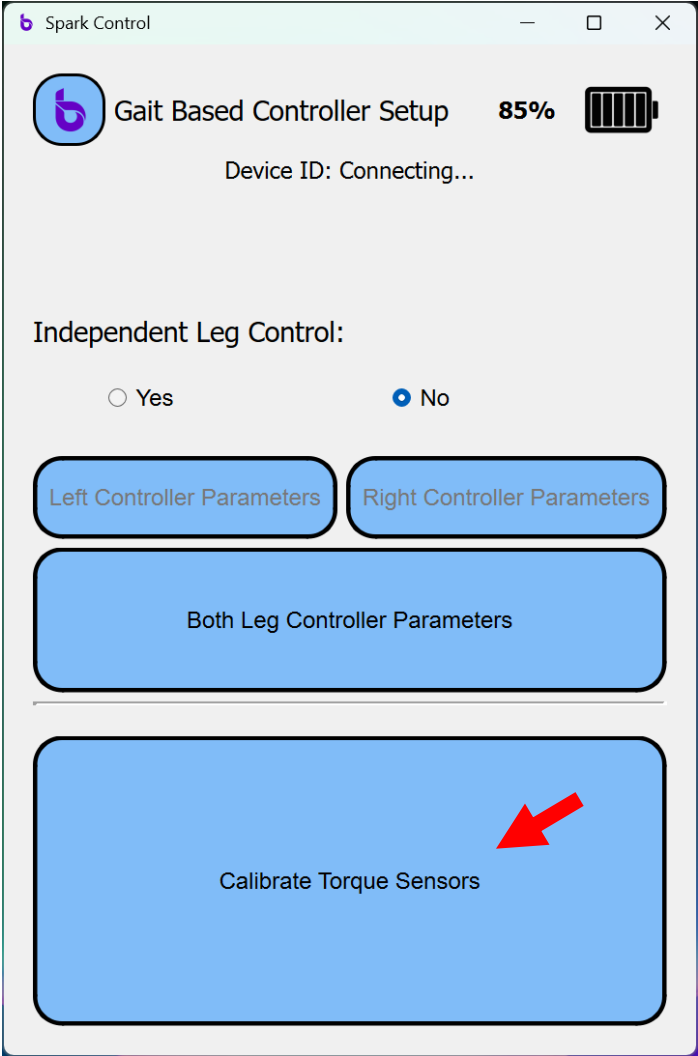 Spark Control
Gait Based Controller Setup 85%
Device ID: Connecting...
Independent Leg Control:
Yes No
Left Controller Parameters Right Controller Parameters
Both Leg Controller Parameters
Calibrate Torque Sensors